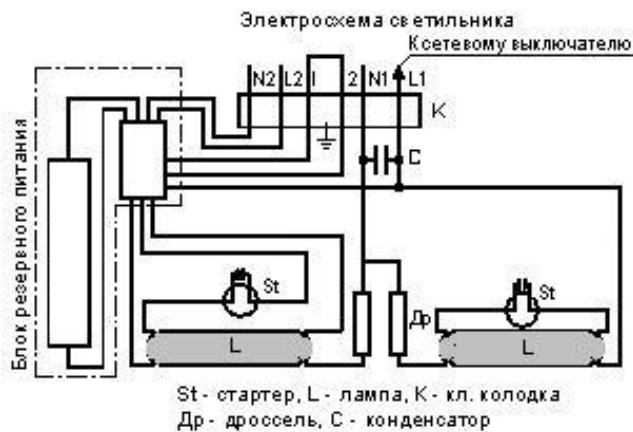 Электросхема светильника
К сетевому выключателю
N2 L2 1 2 N1 L1
К
С
Блок резервного питания
St
St
Др
L
L
St - стартер, L - лампа, К - кл. колодка
Др - дроссель, С - конденсатор